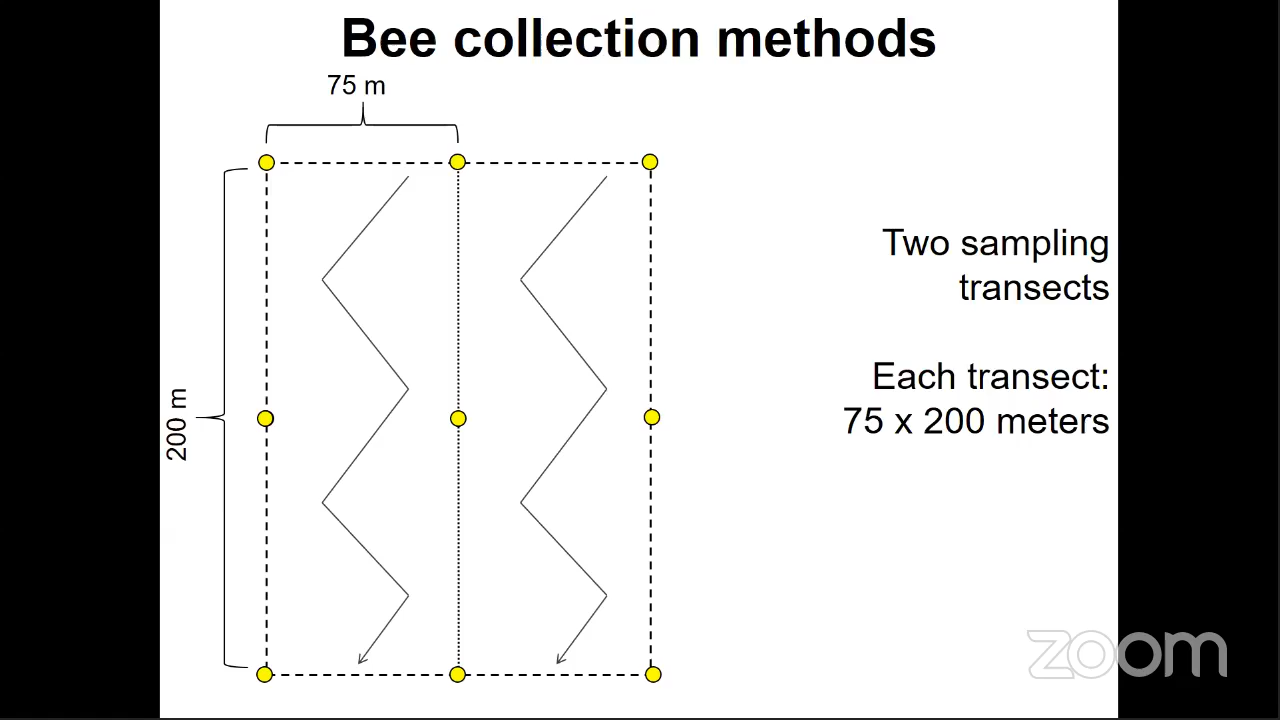 Bee collection methods
75 m
200 m
Two sampling
transects
Each transect:
75 x 200 meters
zoom